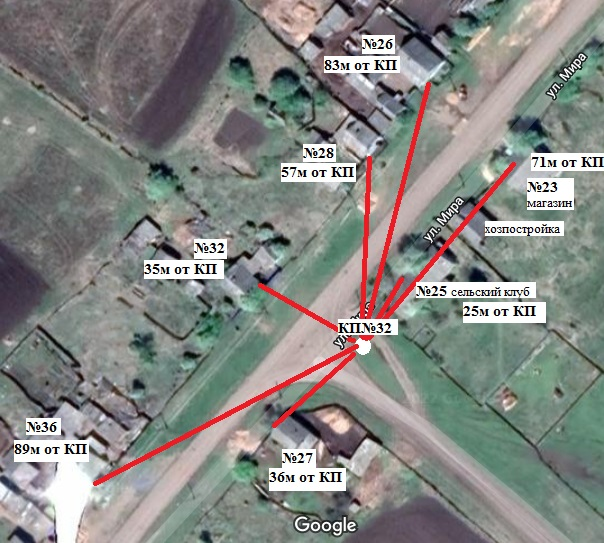 №26
83м от КП
ул. Мира
№28
57м от КП
71м от КП
№23
магазин
ул. Мира
хозпостройка
№32
35м от КП
№25 сельский клуб
25м от КП
КП№32
№36
89м от КП
№27
36м от КП
Google